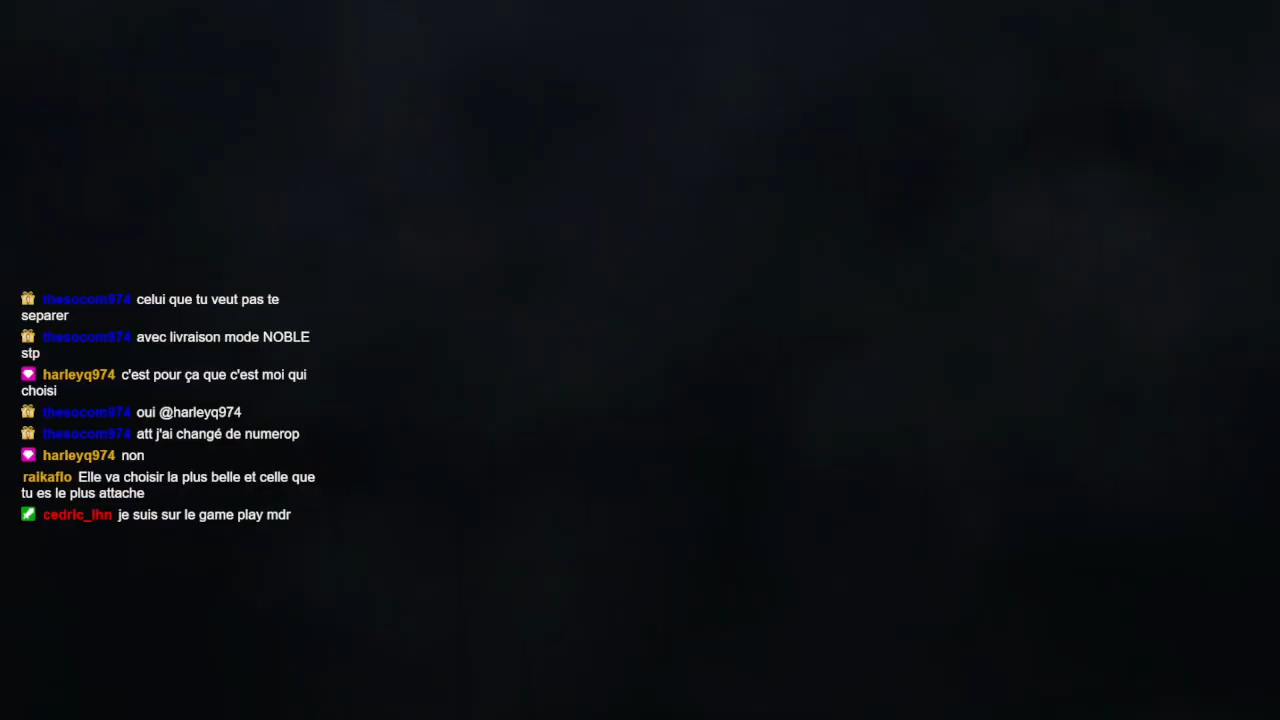 thesocom974 celui que tu veut pas te
separer
thesocom974 avec livraison mode NOBLE
stp
harleyq974 c'est pour ça que c'est moi qui
choisi
thesocom974 oui @harleyq974
thesocom974 att j'ai changé de numerop
harleyq974 non
raikaflo Elle va choisir la plus belle et celle que
tu es le plus attache
cedric_lhn je suis sur le game play mdr